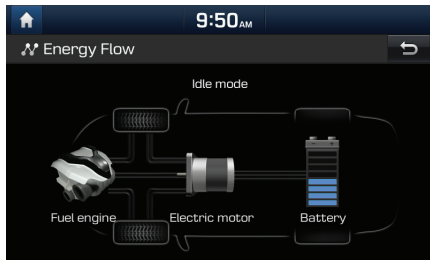 9:50AM
Energy Flow
Idle mode
Fuel engine
Electric motor
Battery